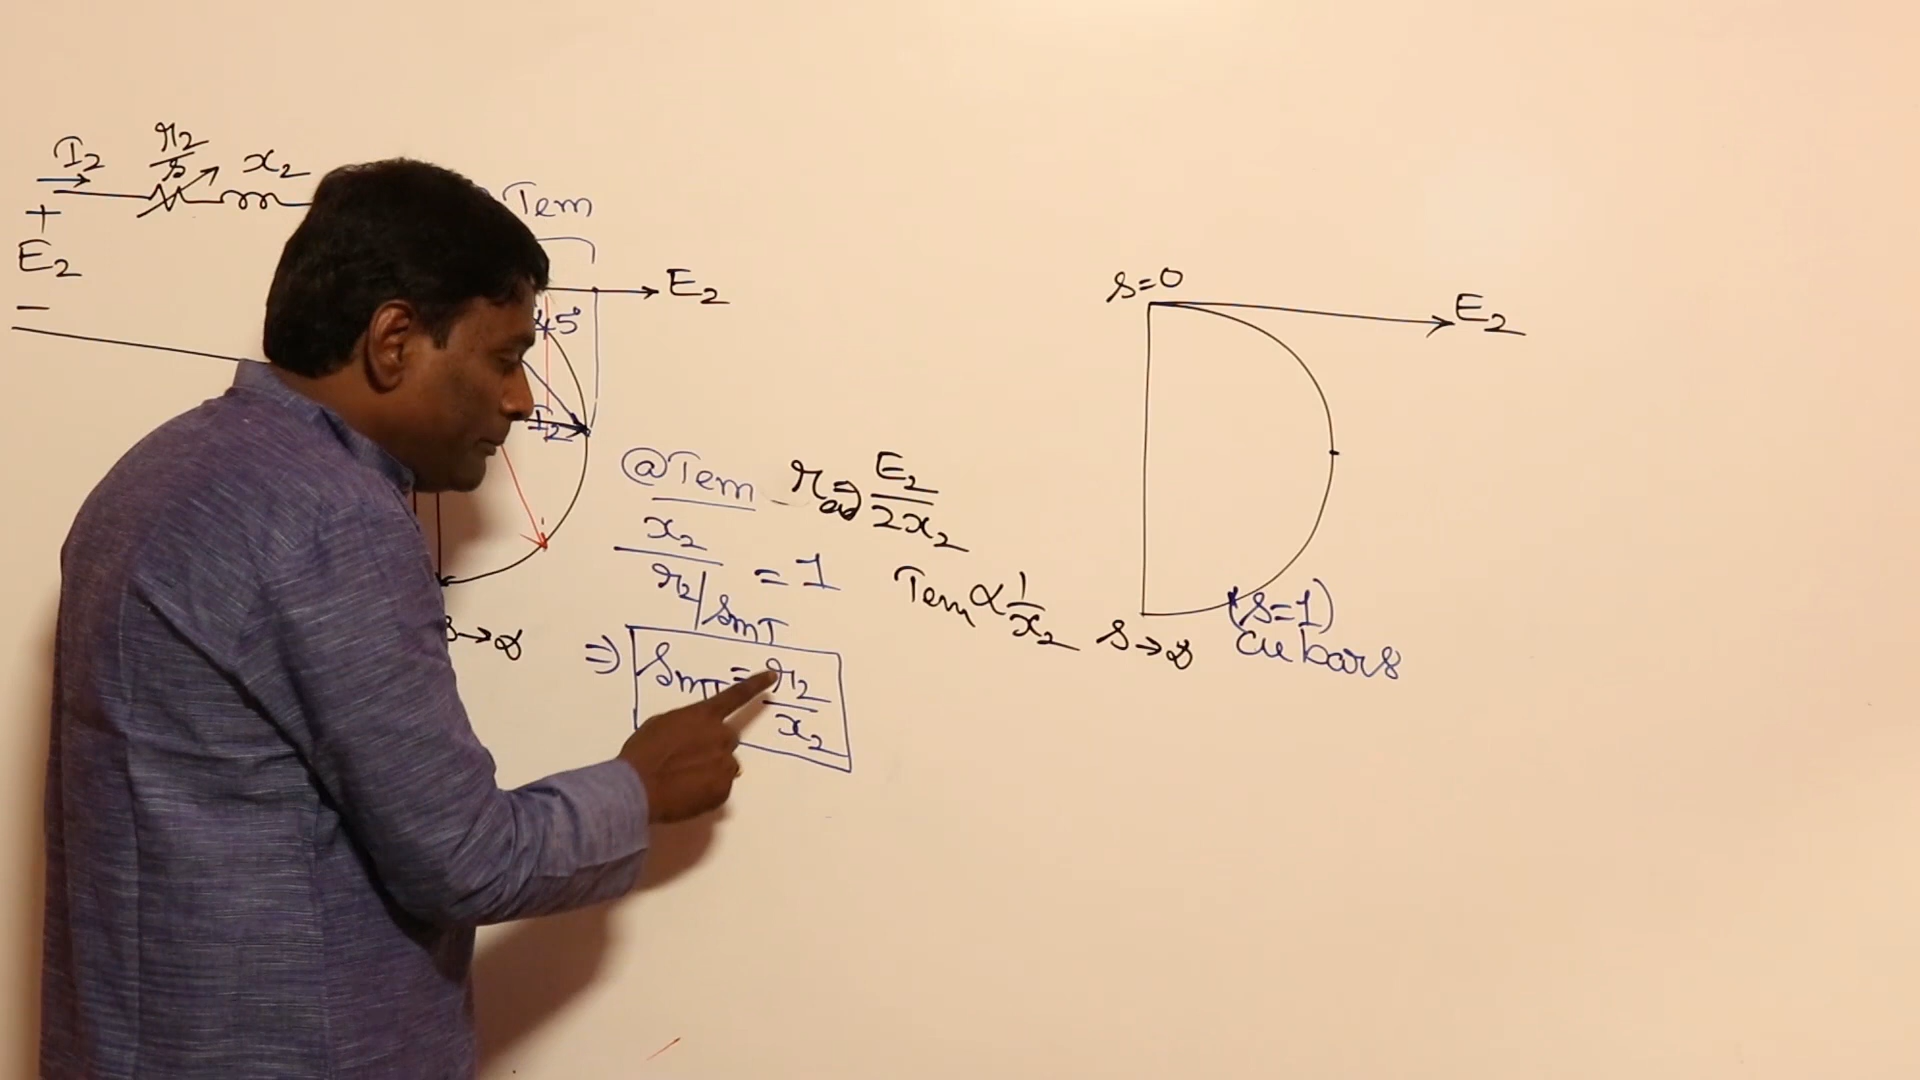 I₂
r₂/s
x₂
+
E₂
−
Tem
E₂
45°
I₂
s→∞
@Tem
x₂/(r₂/smT) = 1
⇒ smT = r₂/x₂
E₂/2x₂
Tem ∝ 1/x₂
s=0
E₂
s→∞
(s=1)
cu bars